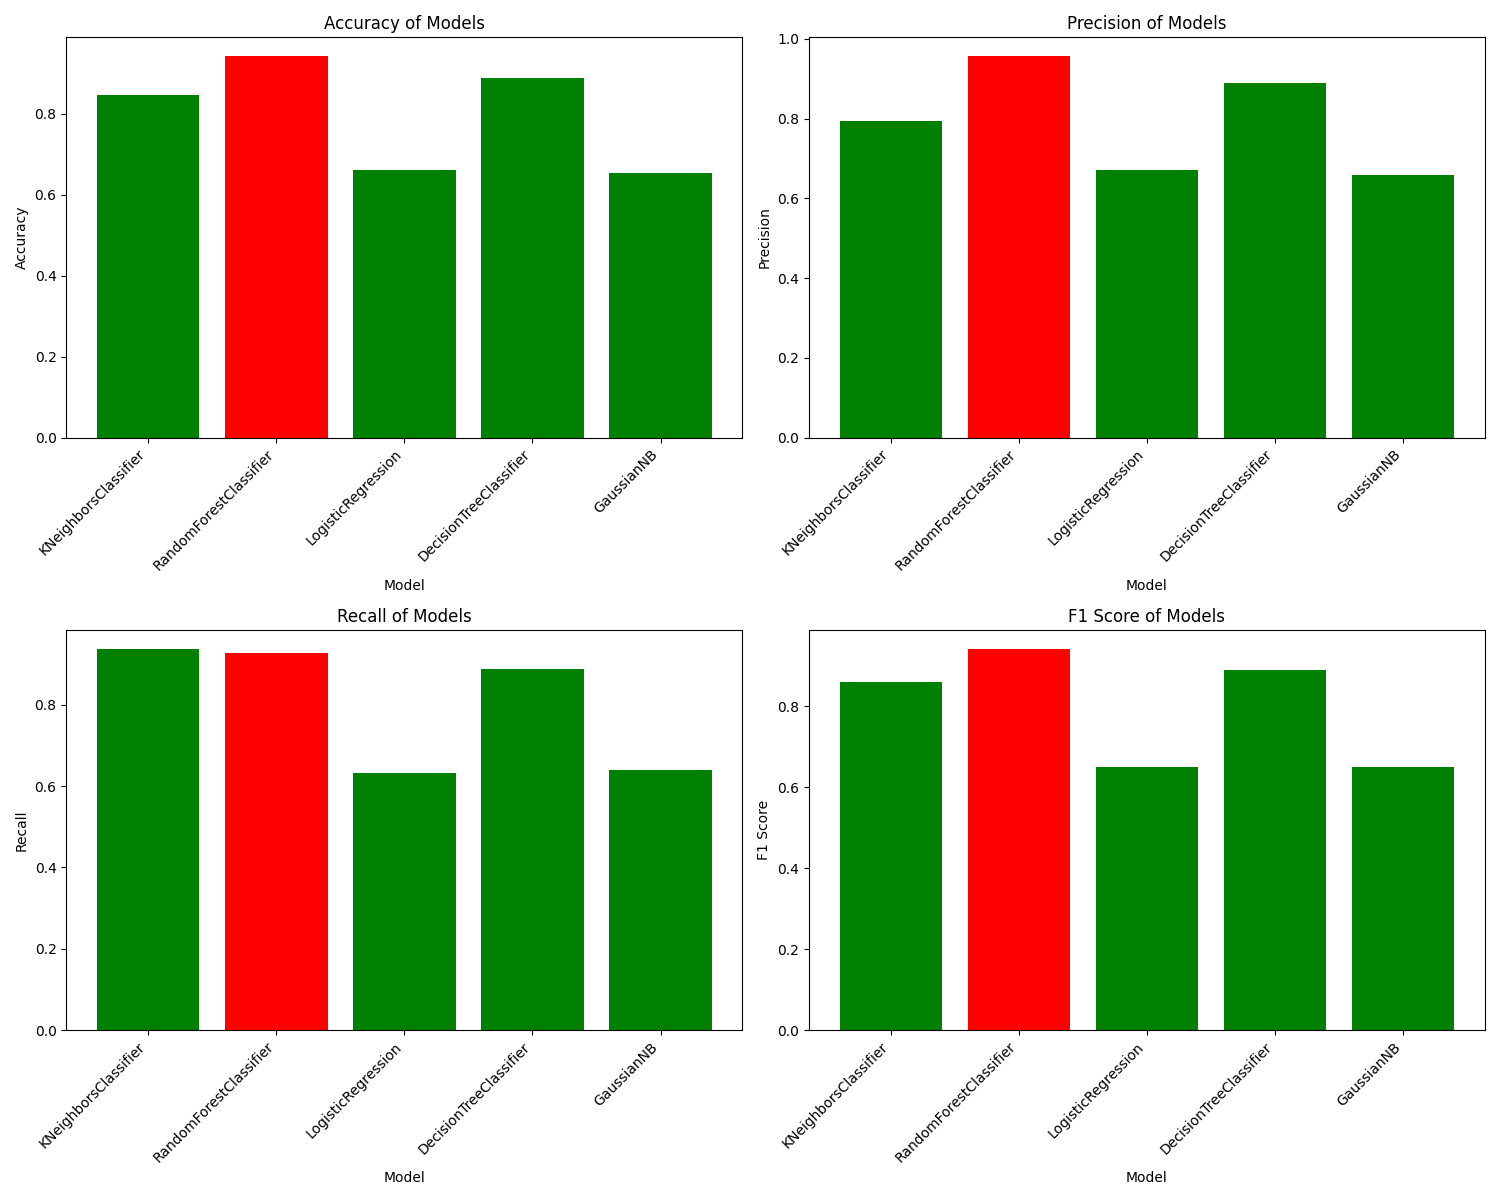 Accuracy of Models
Accuracy
0.8
0.6
0.4
0.2
0.0
KNeighborsClassifier
RandomForestClassifier
LogisticRegression
DecisionTreeClassifier
GaussianNB
Model
Precision of Models
Precision
1.0
0.8
0.6
0.4
0.2
0.0
KNeighborsClassifier
RandomForestClassifier
LogisticRegression
DecisionTreeClassifier
GaussianNB
Model
Recall of Models
Recall
0.8
0.6
0.4
0.2
0.0
KNeighborsClassifier
RandomForestClassifier
LogisticRegression
DecisionTreeClassifier
GaussianNB
Model
F1 Score of Models
F1 Score
0.8
0.6
0.4
0.2
0.0
KNeighborsClassifier
RandomForestClassifier
LogisticRegression
DecisionTreeClassifier
GaussianNB
Model